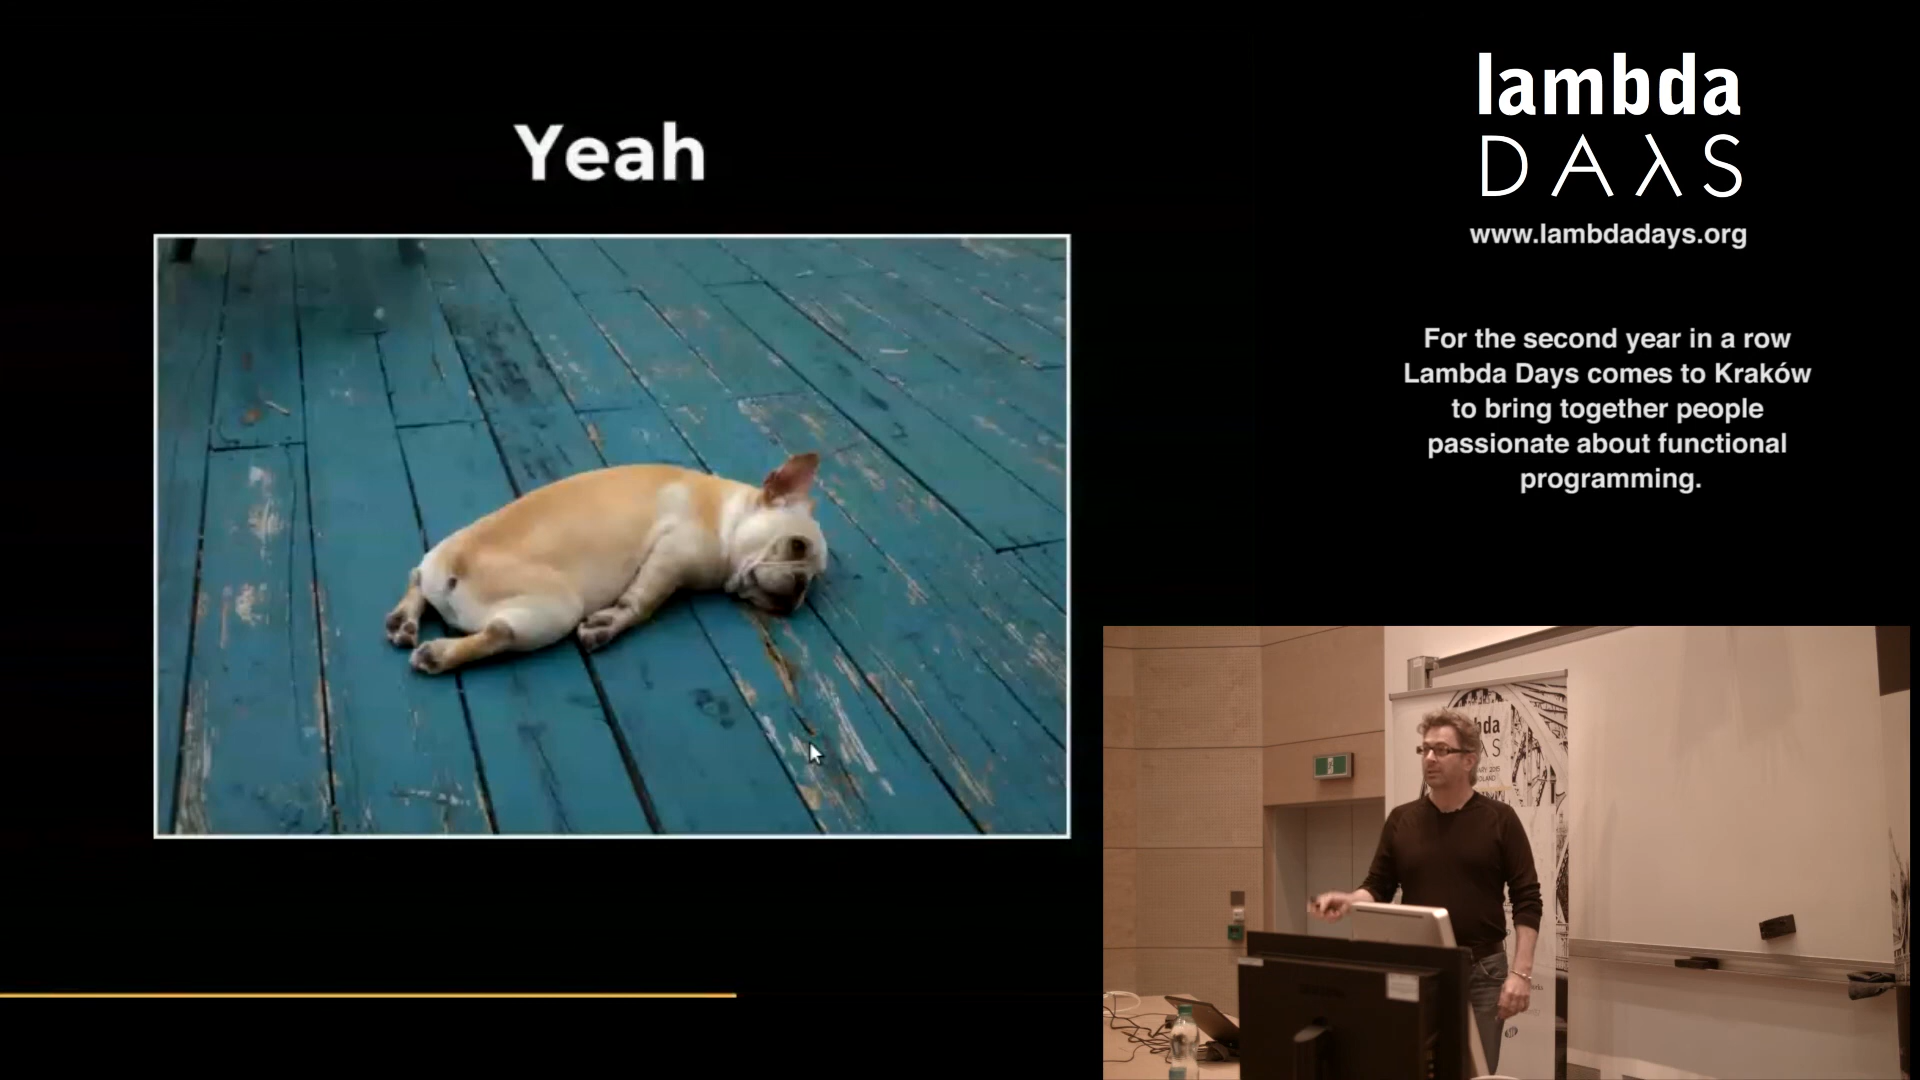 Yeah
lambda
DAλS
www.lambdadays.org
For the second year in a row
Lambda Days comes to Kraków
to bring together people
passionate about functional
programming.